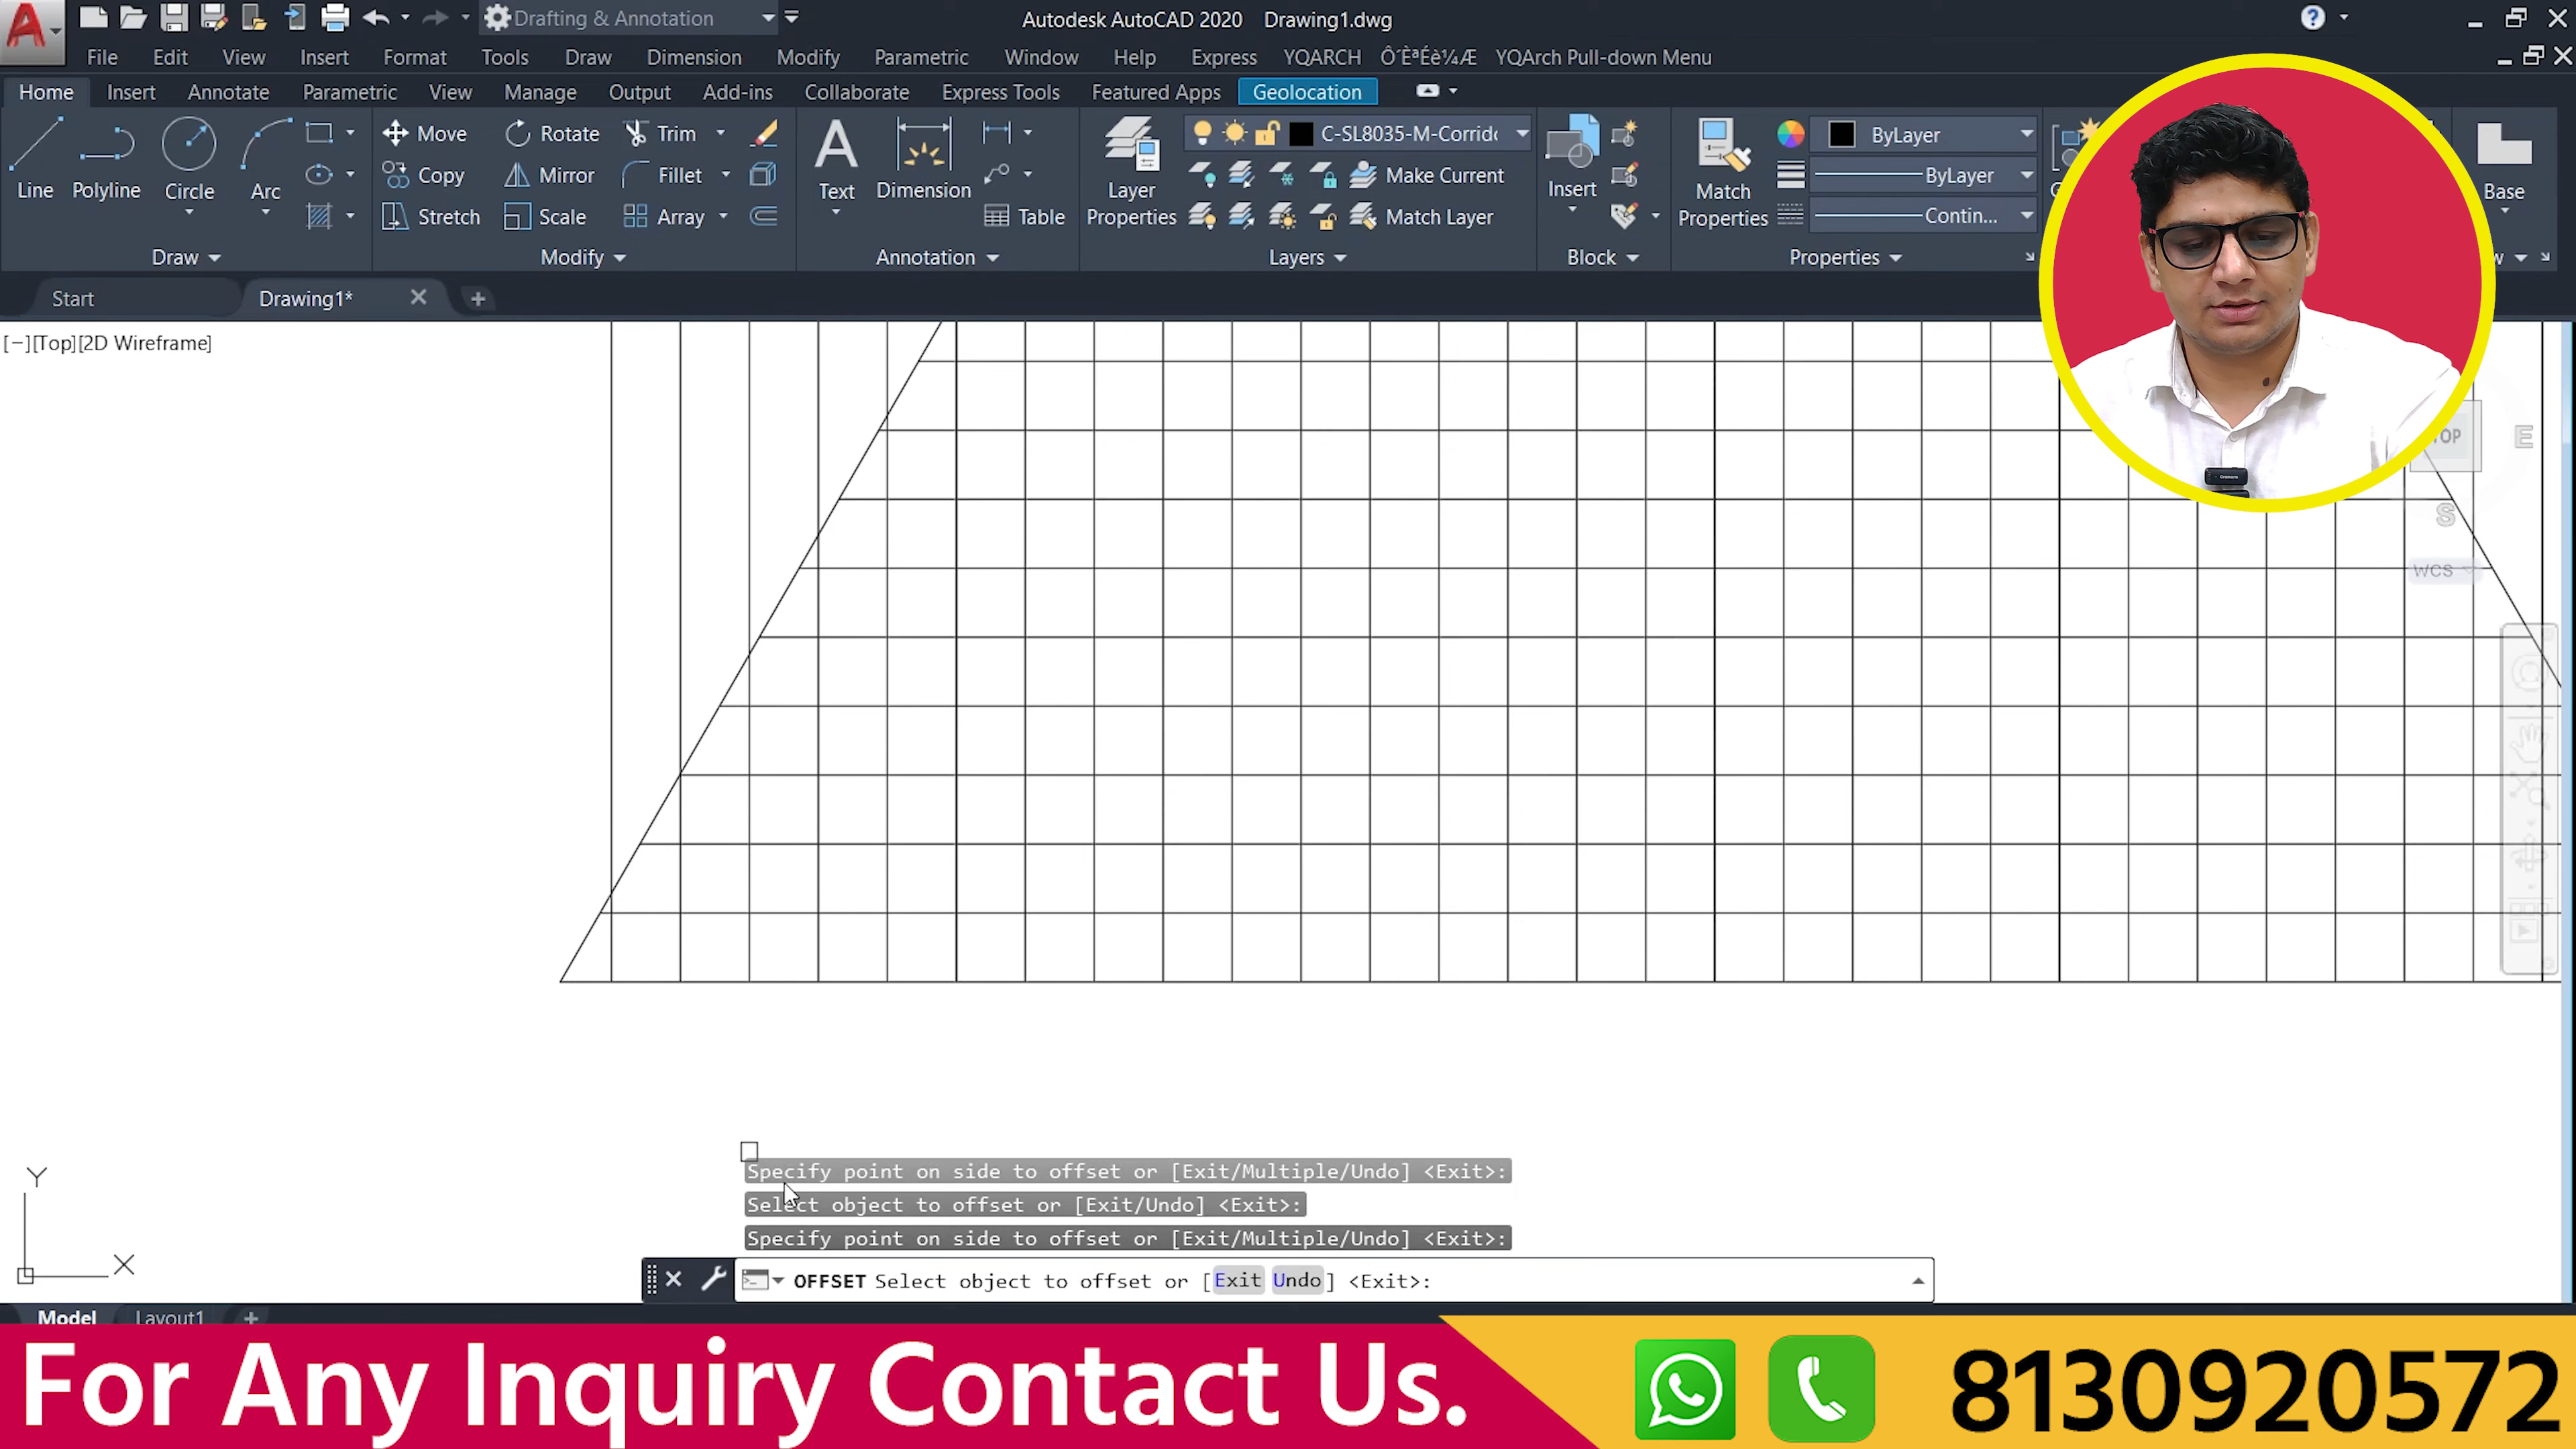 Drafting & Annotation
Autodesk AutoCAD 2020 Drawing1.dwg
File Edit View Insert Format Tools Draw Dimension Modify Parametric Window Help Express YQARCH Ô´ÈªÉè¼Æ YQArch Pull-down Menu
Home Insert Annotate Parametric View Manage Output Add-ins Collaborate Express Tools Featured Apps Geolocation
Move Rotate Trim C-SL8035-M-Corrido ByLayer
Copy Mirror Fillet Make Current ByLayer
Line Polyline Circle Arc Text Dimension Layer Insert Match Base
Stretch Scale Array Table Properties Match Layer Properties Contin...
Draw Modify Annotation Layers Block Properties w
Start Drawing1*
[−][Top][2D Wireframe]
TOP E
S
WCS
Specify point on side to offset or [Exit/Multiple/Undo] <Exit>:
Select object to offset or [Exit/Undo] <Exit>:
Specify point on side to offset or [Exit/Multiple/Undo] <Exit>:
OFFSET Select object to offset or [Exit Undo] <Exit>:
Y
X
Model Layout1
For Any Inquiry Contact Us. 8130920572